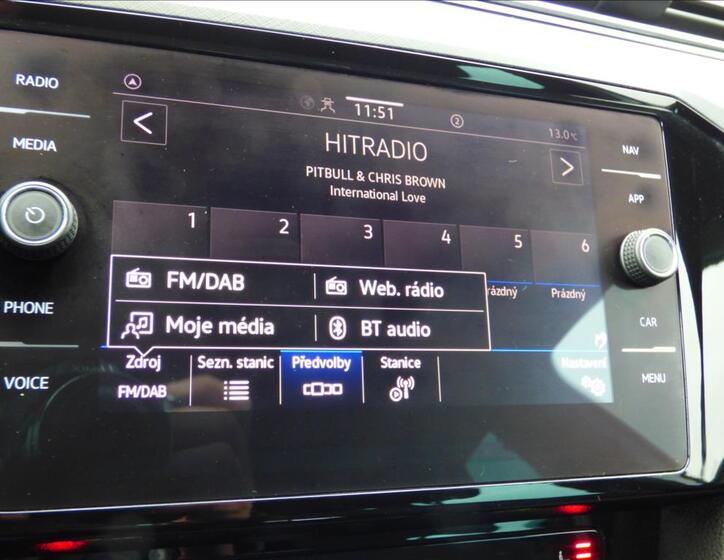 RADIO
MEDIA
PHONE
VOICE
11:51
2
13.0°C
HITRADIO
PITBULL & CHRIS BROWN
International Love
1 2 3 4 5 6
Prázdný
FM/DAB Web. rádio
Moje média BT audio
Zdroj Sezn. stanic Předvolby Stanice Nastavení
FM/DAB
NAV
APP
CAR
MENU